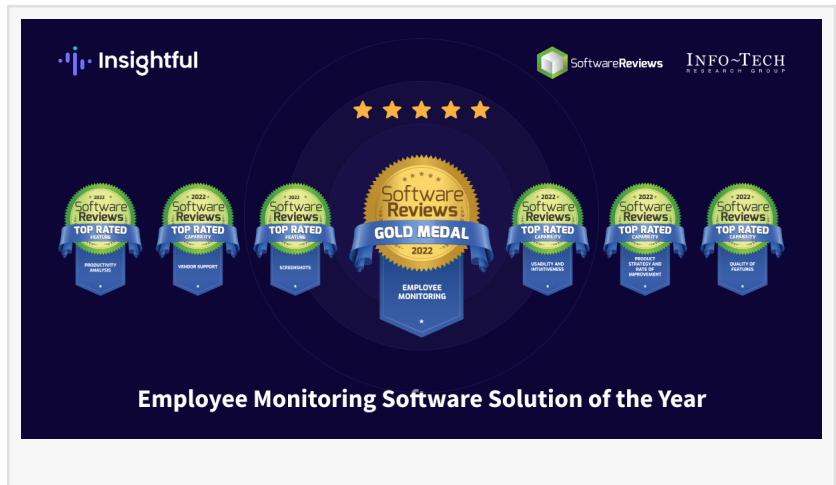 Insightful
SoftwareReviews
INFO~TECH
RESEARCH GROUP
2022
Software
Reviews
TOP RATED
FEATURE
PRODUCTIVITY
ANALYSIS
2022
Software
Reviews
TOP RATED
CAPABILITY
VENDOR SUPPORT
2022
Software
Reviews
TOP RATED
FEATURE
SCREENSHOTS
Software
Reviews
GOLD MEDAL
2022
EMPLOYEE
MONITORING
2022
Software
Reviews
TOP RATED
CAPABILITY
USABILITY AND
INTUITIVENESS
2022
Software
Reviews
TOP RATED
CAPABILITY
PRODUCT
STRATEGY AND
RATE OF
IMPROVEMENT
2022
Software
Reviews
TOP RATED
CAPABILITY
QUALITY OF
FEATURES
Employee Monitoring Software Solution of the Year